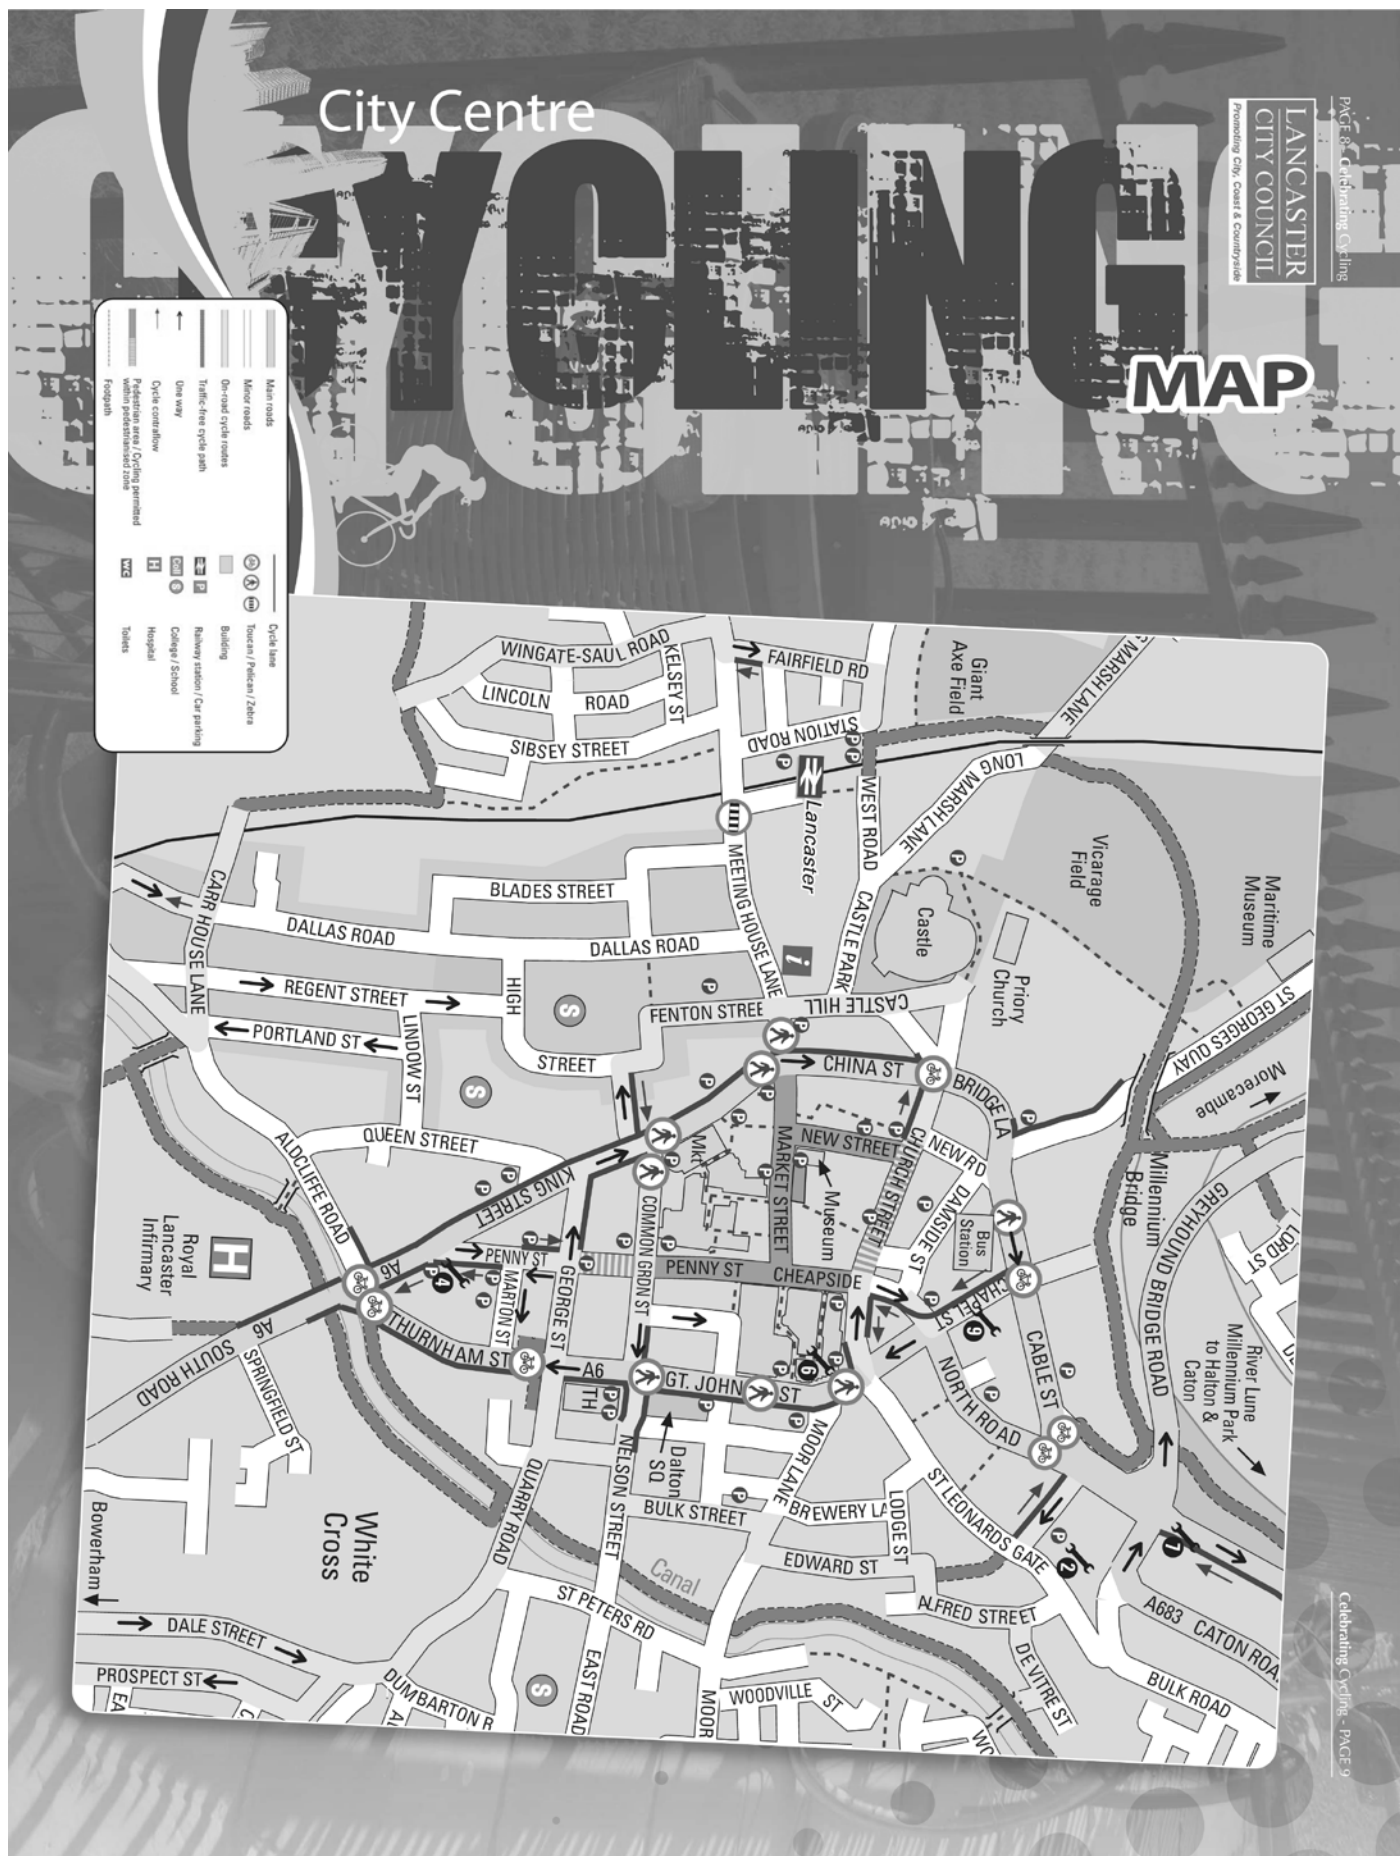 PAGE 8 - Celebrating Cycling
LANCASTER
CITY COUNCIL
Promoting City, Coast & Countryside
City Centre
CYCLING
MAP
Main roads
Minor roads
On-road cycle routes
Traffic-free cycle path
One way
Cycle contraflow
Pedestrian area / Cycling permitted
within pedestrianised zone
Footpath
Cycle lane
Toucan / Pelican / Zebra
Building
Railway station / Car parking
College / School
Hospital
Toilets
Coll
S
P
H
WC
WINGATE-SAUL ROAD
KELSEY ST
LINCOLN ROAD
SIBSEY STREET
FAIRFIELD RD
STATION ROAD
Giant
Axe Field
MARSH LANE
LONG MARSH LANE
WEST ROAD
Lancaster
Vicarage
Field
Maritime
Museum
ST GEORGES QUAY
Morecambe
Castle
Priory
Church
CASTLE PARK
CASTLE HILL
MEETING HOUSE LANE
BLADES STREET
DALLAS ROAD
DALLAS ROAD
CARR HOUSE LANE
REGENT STREET
PORTLAND ST
LINDOW ST
HIGH
STREET
FENTON STREE
i
S
S
CHINA ST
BRIDGE LA
QUEEN STREET
ALDCLIFFE ROAD
KING STREET
Mkt
MARKET STREET
NEW STREET
Museum
CHURCH STREET
NEW RD
DAMSIDE ST
Bus
Station
Millennium
Bridge
GREYHOUND BRIDGE ROAD
LORD ST
Royal
Lancaster
Infirmary
H
A6
PENNY ST
MARTON ST
GEORGE ST
COMMON GRDN ST
PENNY ST
CHEAPSIDE
CHAPEL ST
CABLE ST
NORTH ROAD
River Lune
Millennium Park
to Halton &
Caton
A6
SOUTH ROAD
THURNHAM ST
A6
TH
GT. JOHN ST
SPRINGFIELD ST
NELSON STREET
Dalton
SQ
MOOR LANE
QUARRY ROAD
BULK STREET
BREWERY LA
LODGE ST
ST LEONARDS GATE
White
Cross
Canal
EDWARD ST
ALFRED STREET
A683 CATON ROA
Bowerham
DALE STREET
PROSPECT ST
DUMBARTON R
ST PETERS RD
EAST ROAD
S
MOOR
WOODVILLE ST
DE VITRE ST
BULK ROAD
4
6
9
2
7
Celebrating Cycling - PAGE 9